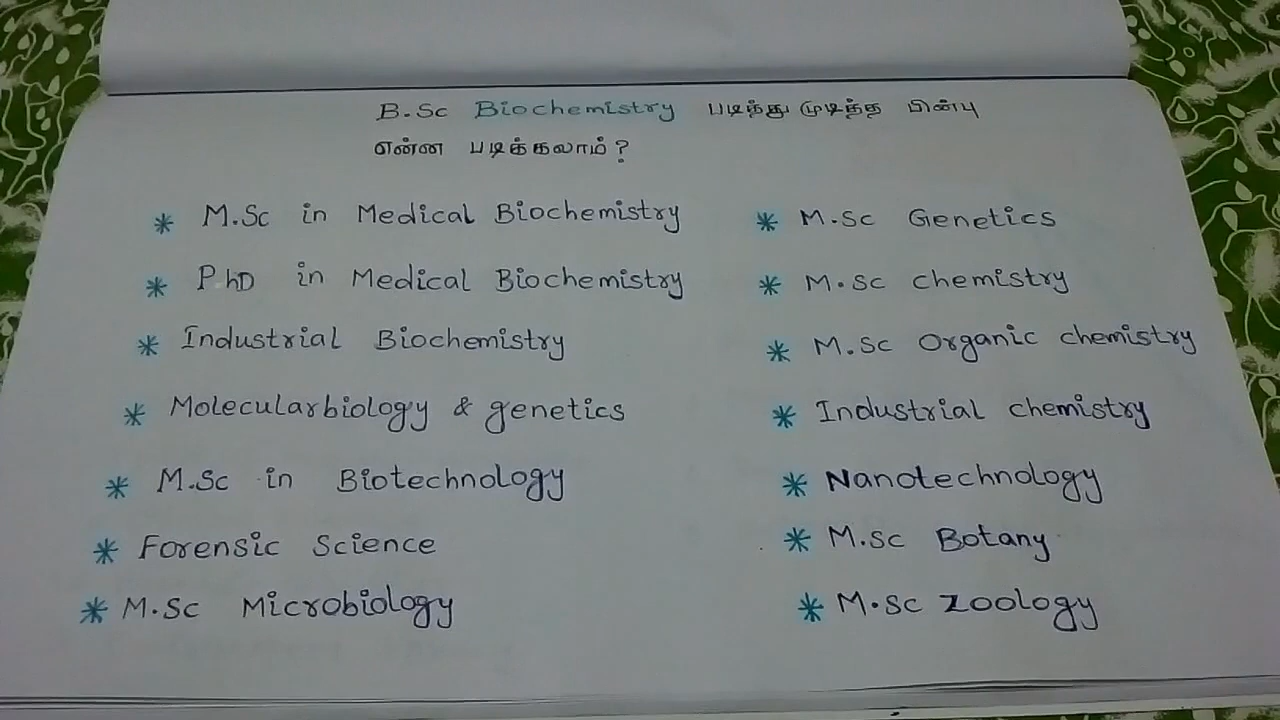 B.Sc Biochemistry படித்து முடித்த பின்பு
என்ன படிக்கலாம்?
* M.Sc in Medical Biochemistry
* PhD in Medical Biochemistry
* Industrial Biochemistry
* Molecularbiology & genetics
* M.Sc in Biotechnology
* Forensic Science
* M.Sc Microbiology
* M.Sc Genetics
* M.Sc chemistry
* M.Sc Organic chemistry
* Industrial chemistry
* Nanotechnology
* M.Sc Botany
* M.Sc Zoology